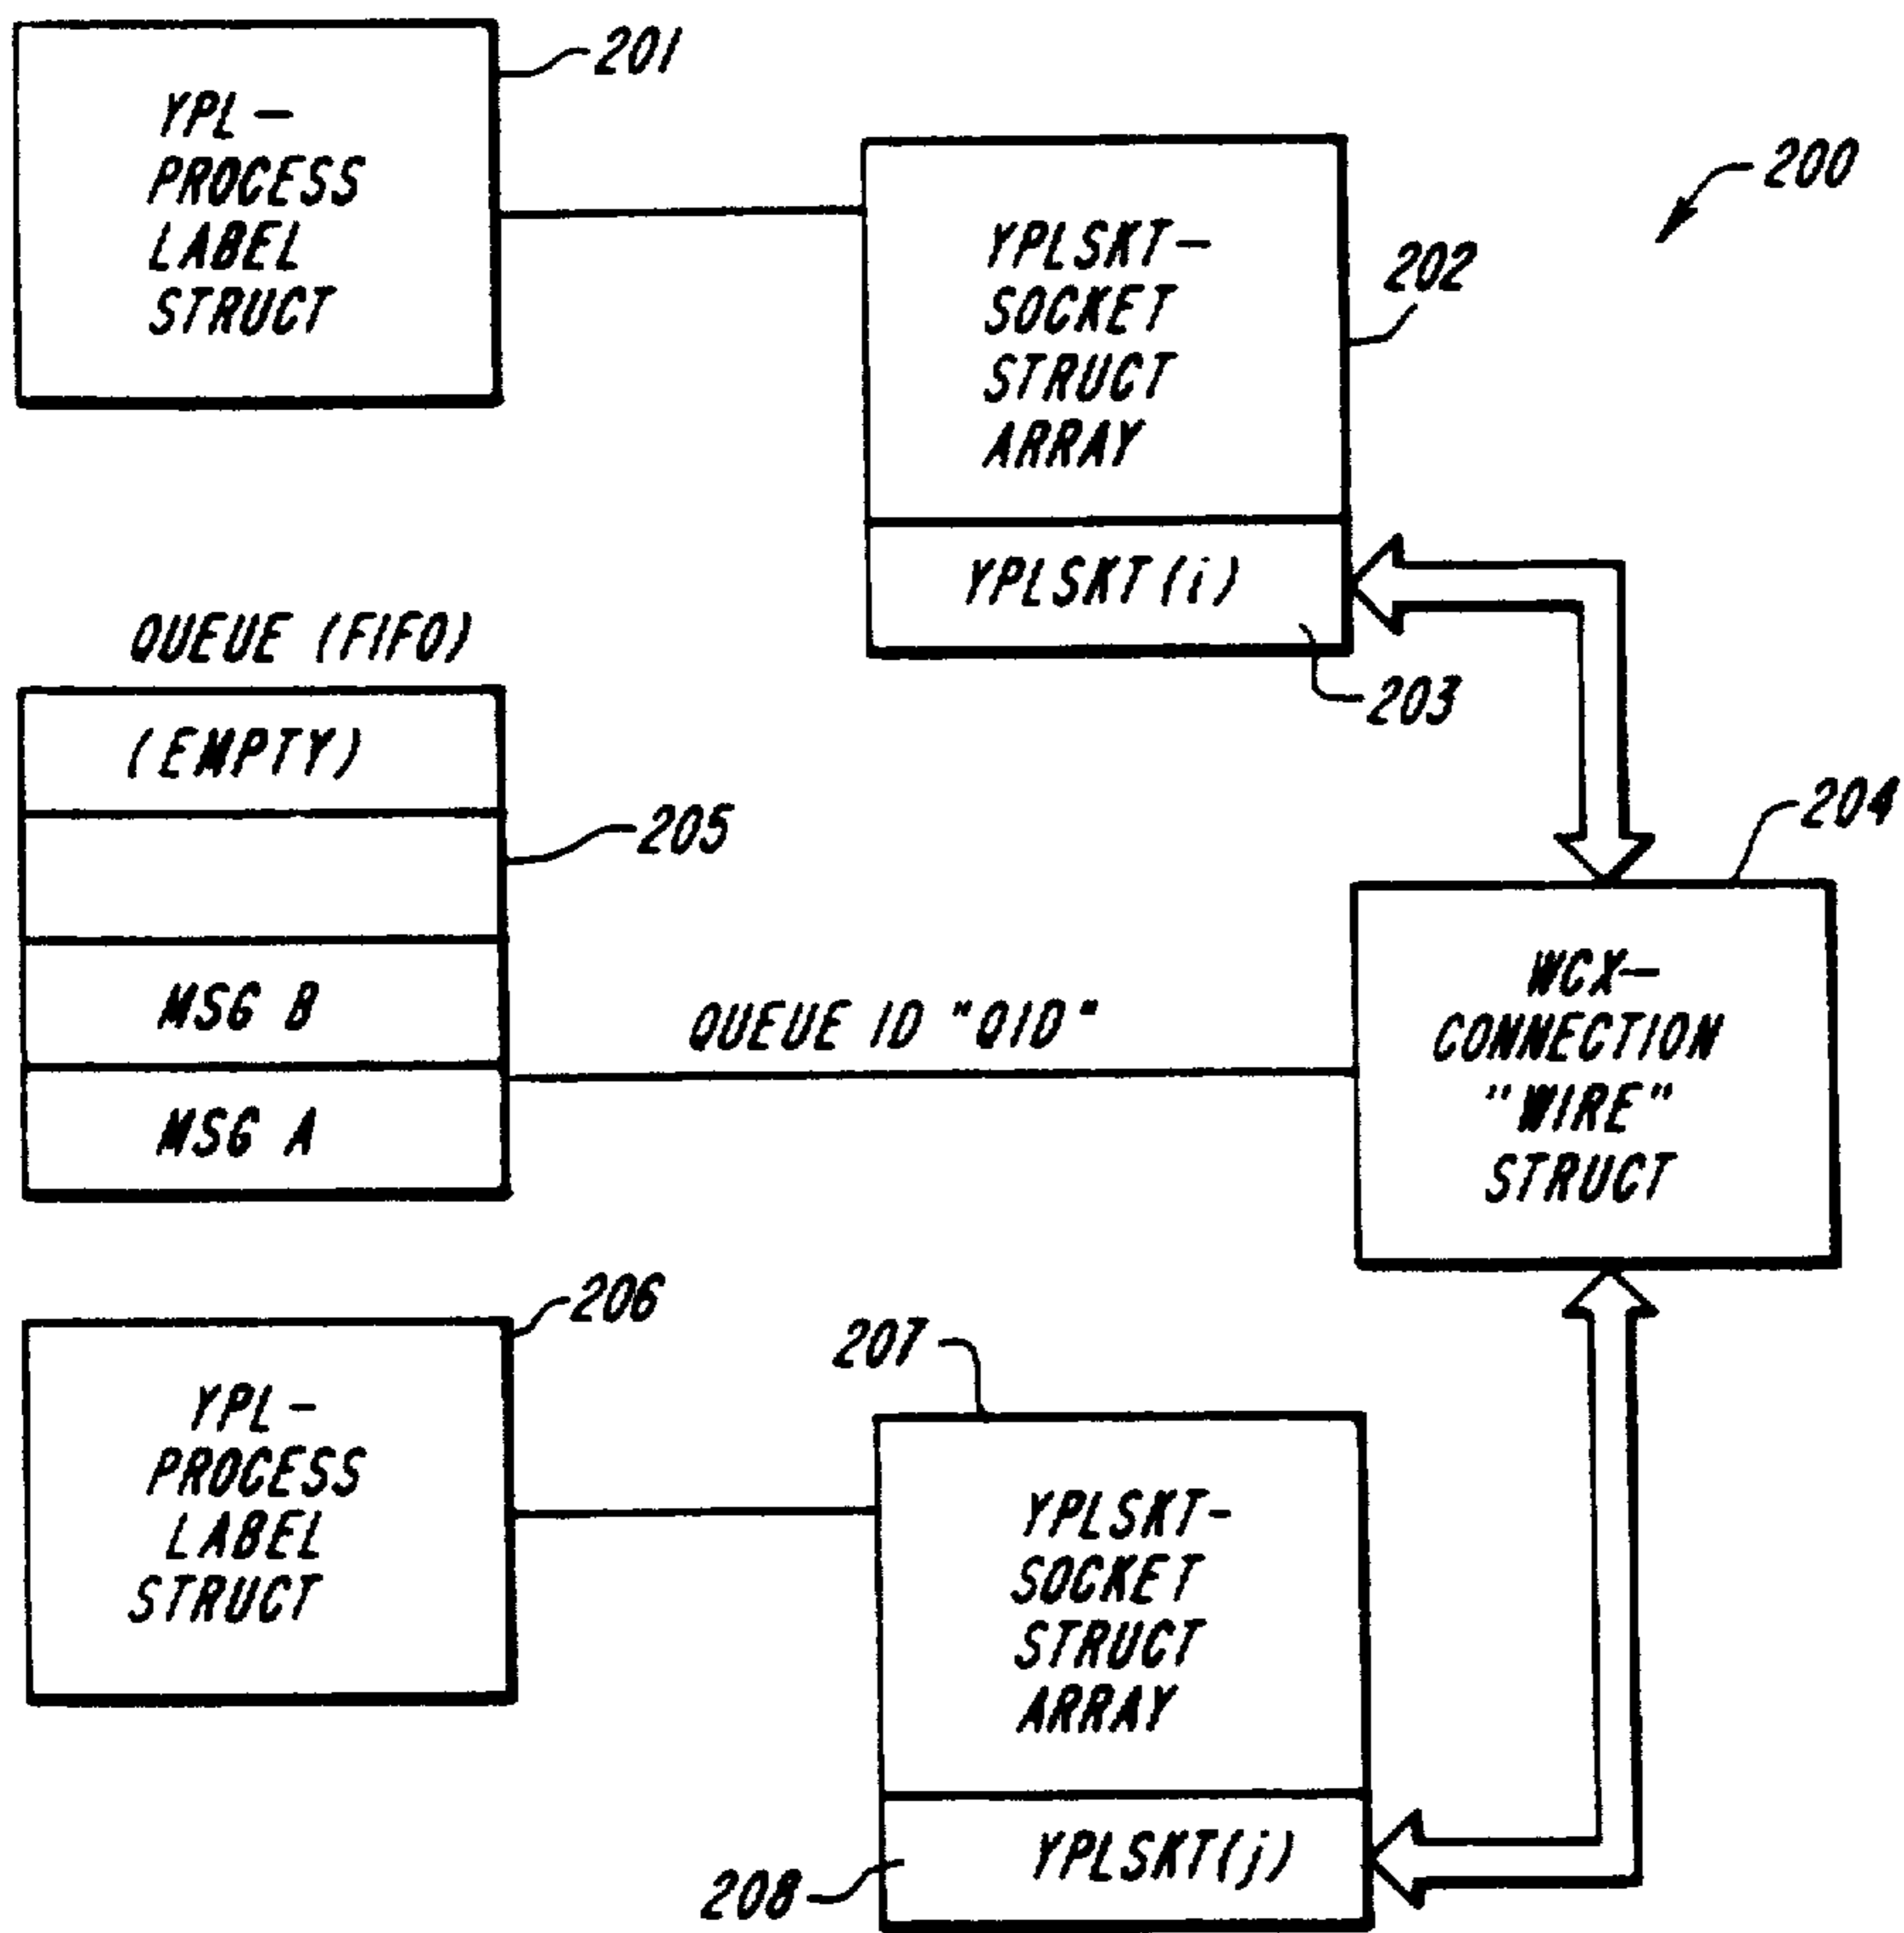 201
YPL-
PROCESS
LABEL
STRUCT
200
202
YPLSKT-
SOCKET
STRUCT
ARRAY
YPLSKT(i)
203
QUEUE (FIFO)
(EMPTY)
205
204
MSG B
MSG A
QUEUE ID "QID"
WCX-
CONNECTION
"WIRE"
STRUCT
206
YPL-
PROCESS
LABEL
STRUCT
207
YPLSKT-
SOCKET
STRUCT
ARRAY
YPLSKT(j)
208